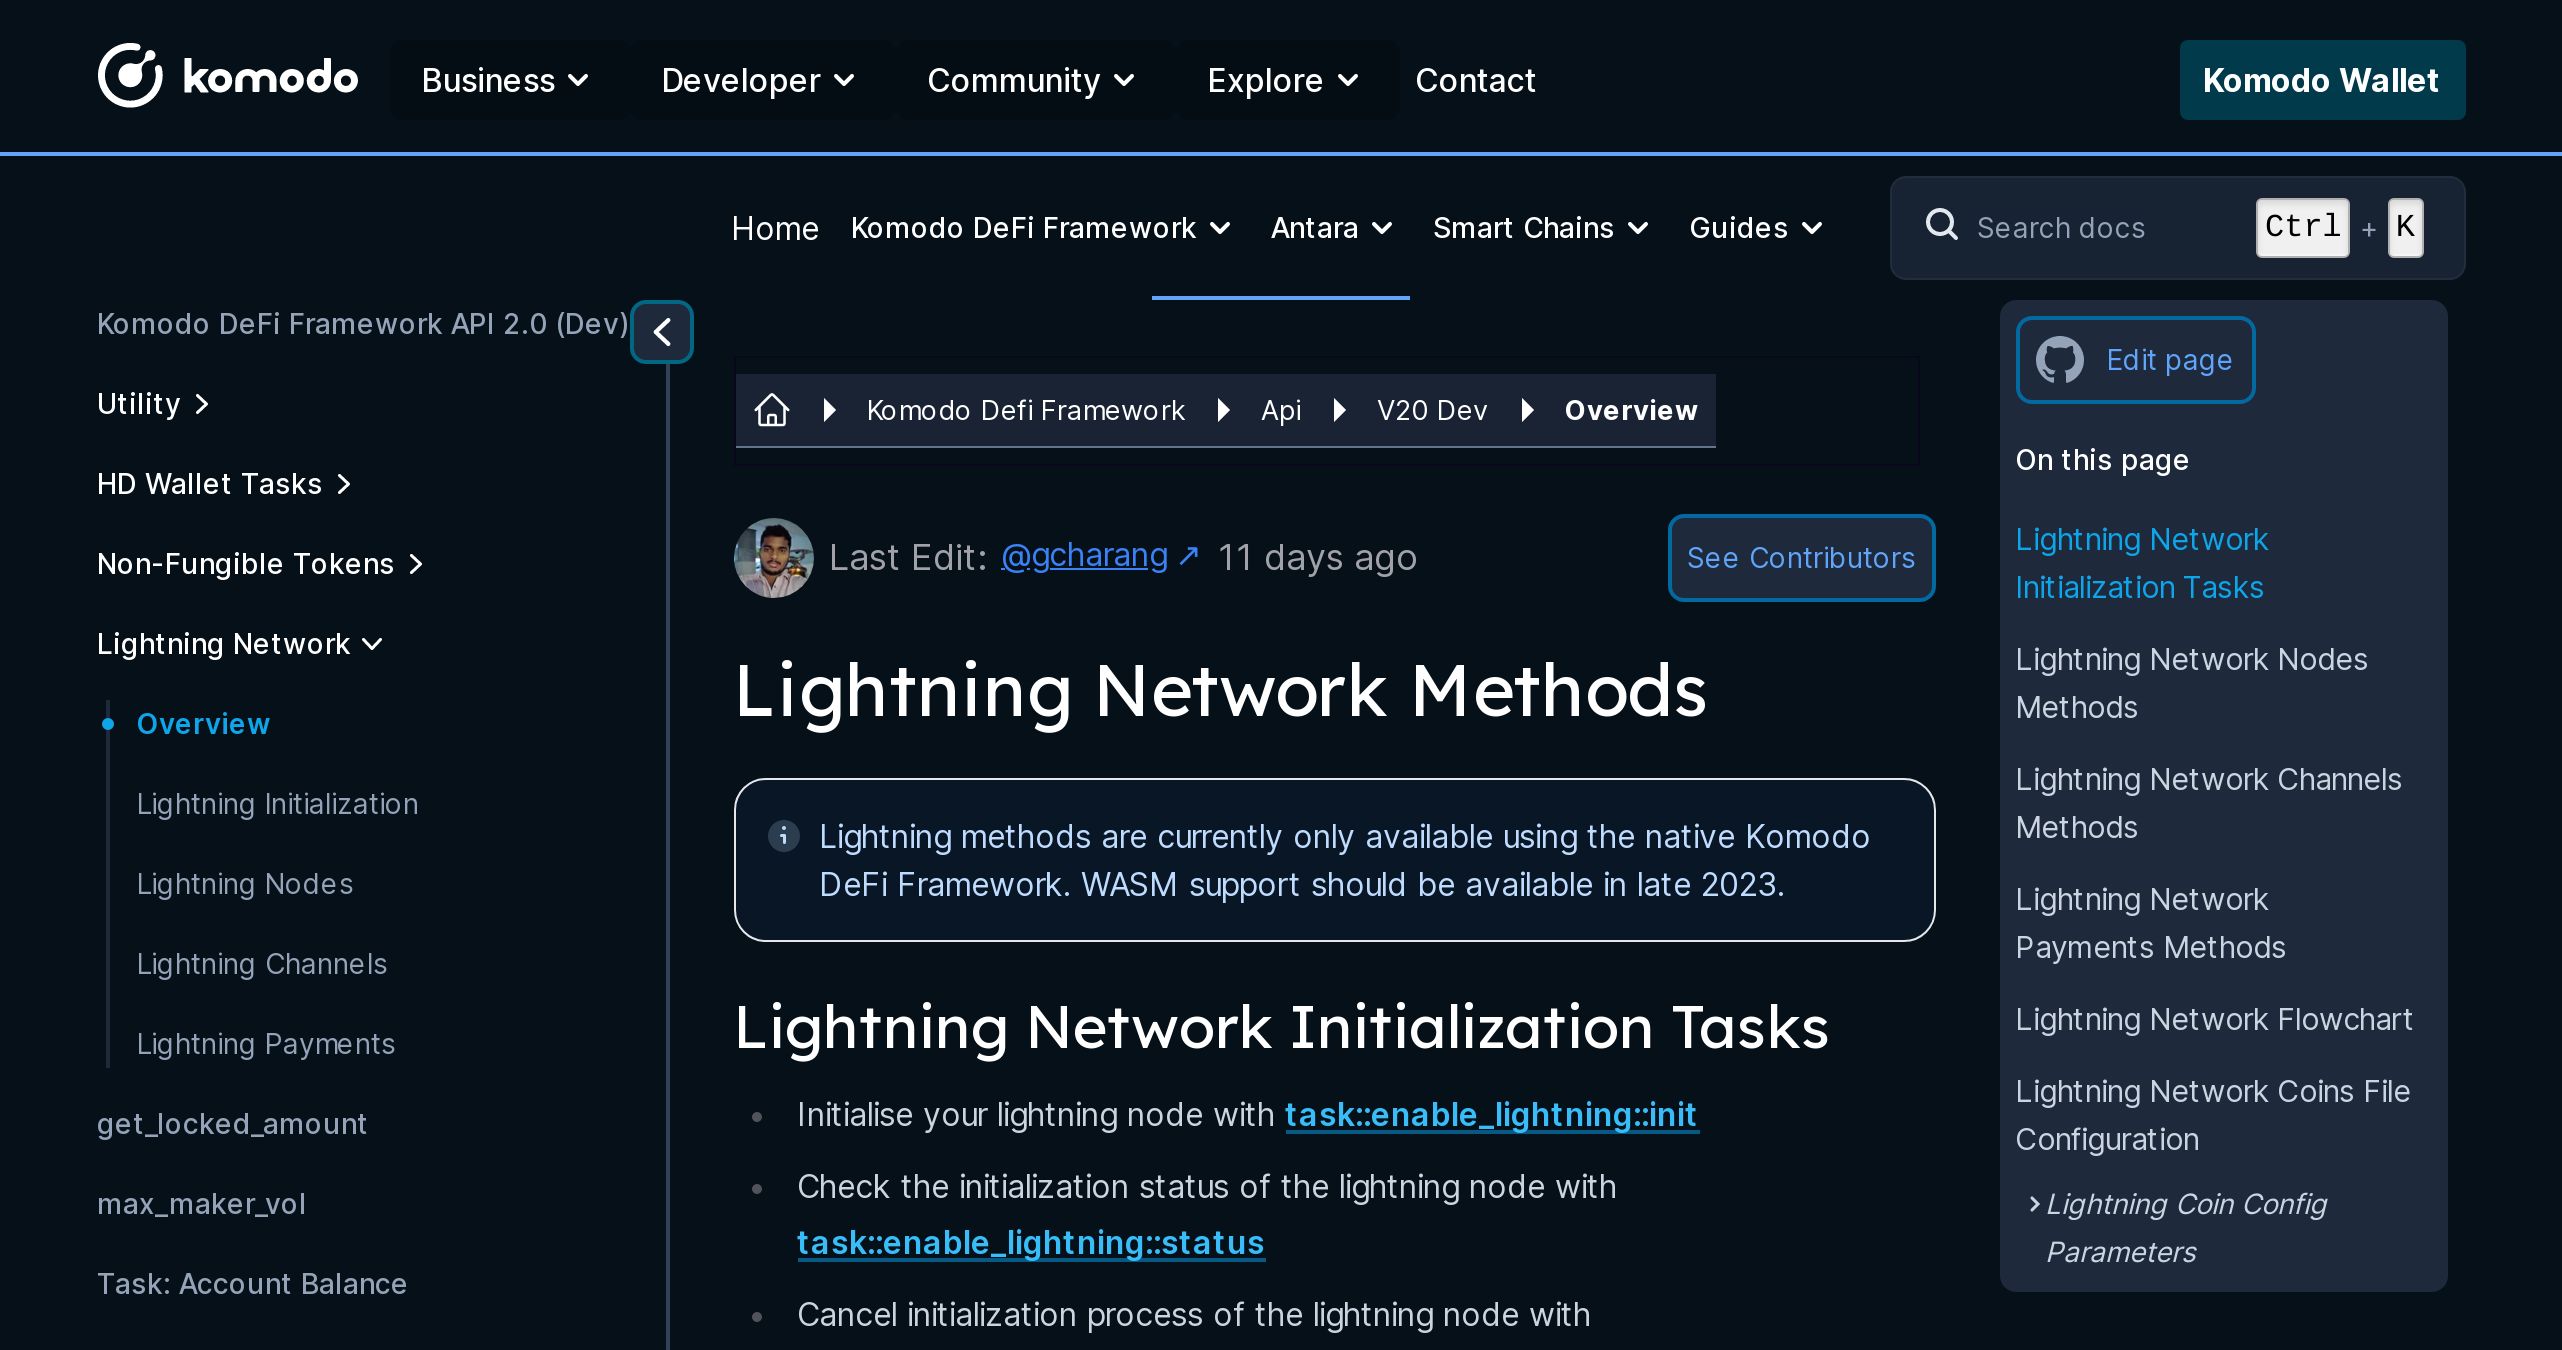 komodo
Business
Developer
Community
Explore
Contact
Komodo Wallet
Home
Komodo DeFi Framework
Antara
Smart Chains
Guides
Search docs
Ctrl + K
Komodo DeFi Framework API 2.0 (Dev)
Utility
HD Wallet Tasks
Non-Fungible Tokens
Lightning Network
Overview
Lightning Initialization
Lightning Nodes
Lightning Channels
Lightning Payments
get_locked_amount
max_maker_vol
Task: Account Balance
Komodo Defi Framework
Api
V20 Dev
Overview
Last Edit: @gcharang ↗ 11 days ago
See Contributors
Lightning Network Methods
Lightning methods are currently only available using the native Komodo
DeFi Framework. WASM support should be available in late 2023.
Lightning Network Initialization Tasks
• Initialise your lightning node with task::enable_lightning::init
• Check the initialization status of the lightning node with
task::enable_lightning::status
• Cancel initialization process of the lightning node with
Edit page
On this page
Lightning Network
Initialization Tasks
Lightning Network Nodes
Methods
Lightning Network Channels
Methods
Lightning Network
Payments Methods
Lightning Network Flowchart
Lightning Network Coins File
Configuration
Lightning Coin Config
Parameters